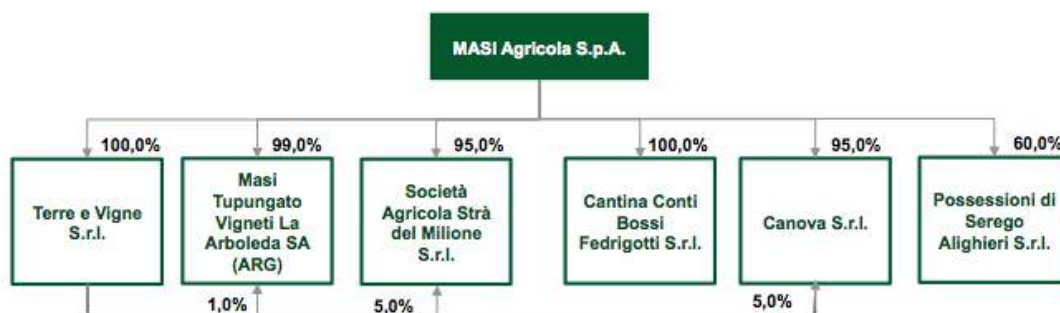 MASI Agricola S.p.A.
100,0%
99,0%
95,0%
100,0%
95,0%
60,0%
Terre e Vigne
S.r.l.
Masi
Tupungato
Vigneti La
Arboleda SA
(ARG)
Società
Agricola Strà
del Milione
S.r.l.
Cantina Conti
Bossi
Fedrigotti S.r.l.
Canova S.r.l.
Possessioni di
Serego
Alighieri S.r.l.
1,0%
5,0%
5,0%